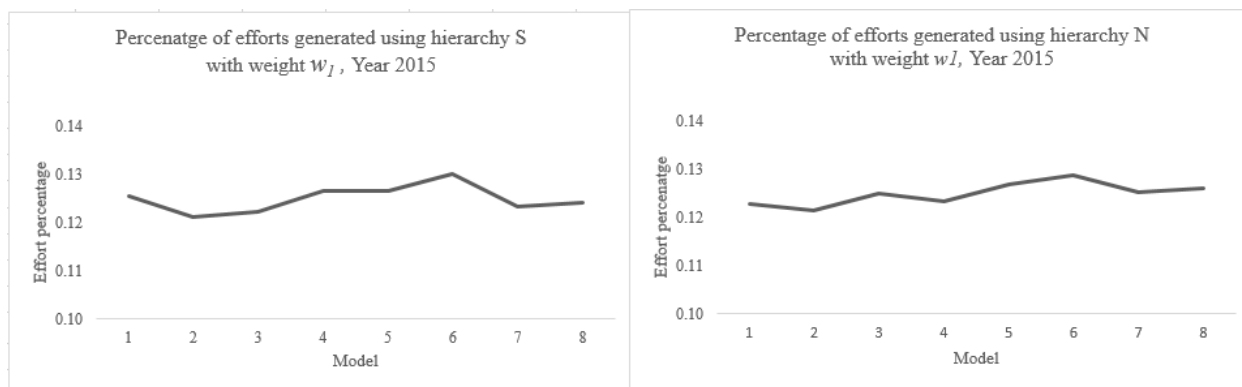 Percenatge of efforts generated using hierarchy S
with weight w1 , Year 2015
0.14
0.13
0.12
0.11
0.10
Effort percentage
1 2 3 4 5 6 7 8
Model
Percentage of efforts generated using hierarchy N
with weight w1, Year 2015
0.14
0.13
0.12
0.11
0.10
Effort percenatge
1 2 3 4 5 6 7 8
Model